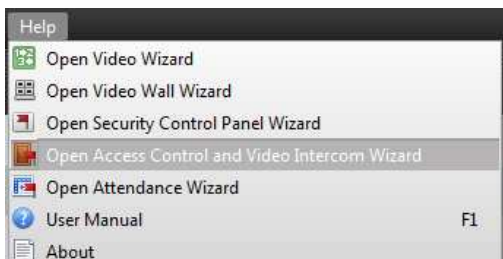 Help
Open Video Wizard
Open Video Wall Wizard
Open Security Control Panel Wizard
Open Access Control and Video Intercom Wizard
Open Attendance Wizard
User Manual F1
About